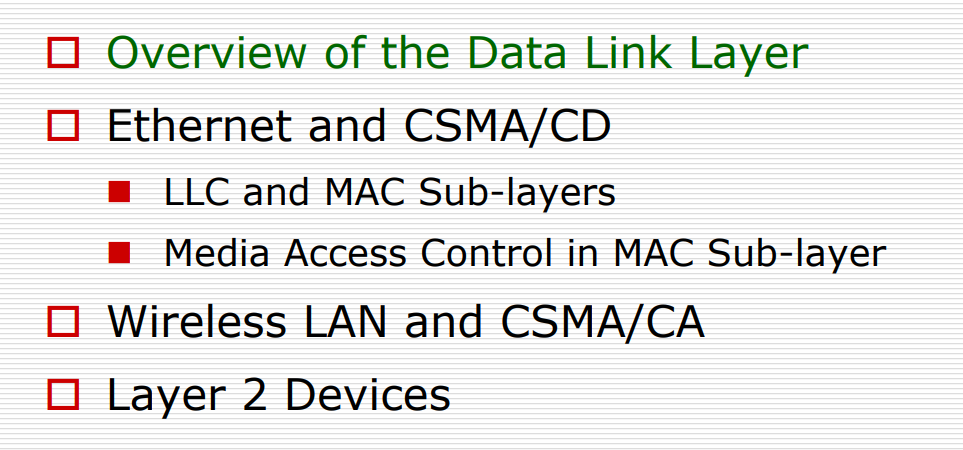 Overview of the Data Link Layer
Ethernet and CSMA/CD
LLC and MAC Sub-layers
Media Access Control in MAC Sub-layer
Wireless LAN and CSMA/CA
Layer 2 Devices